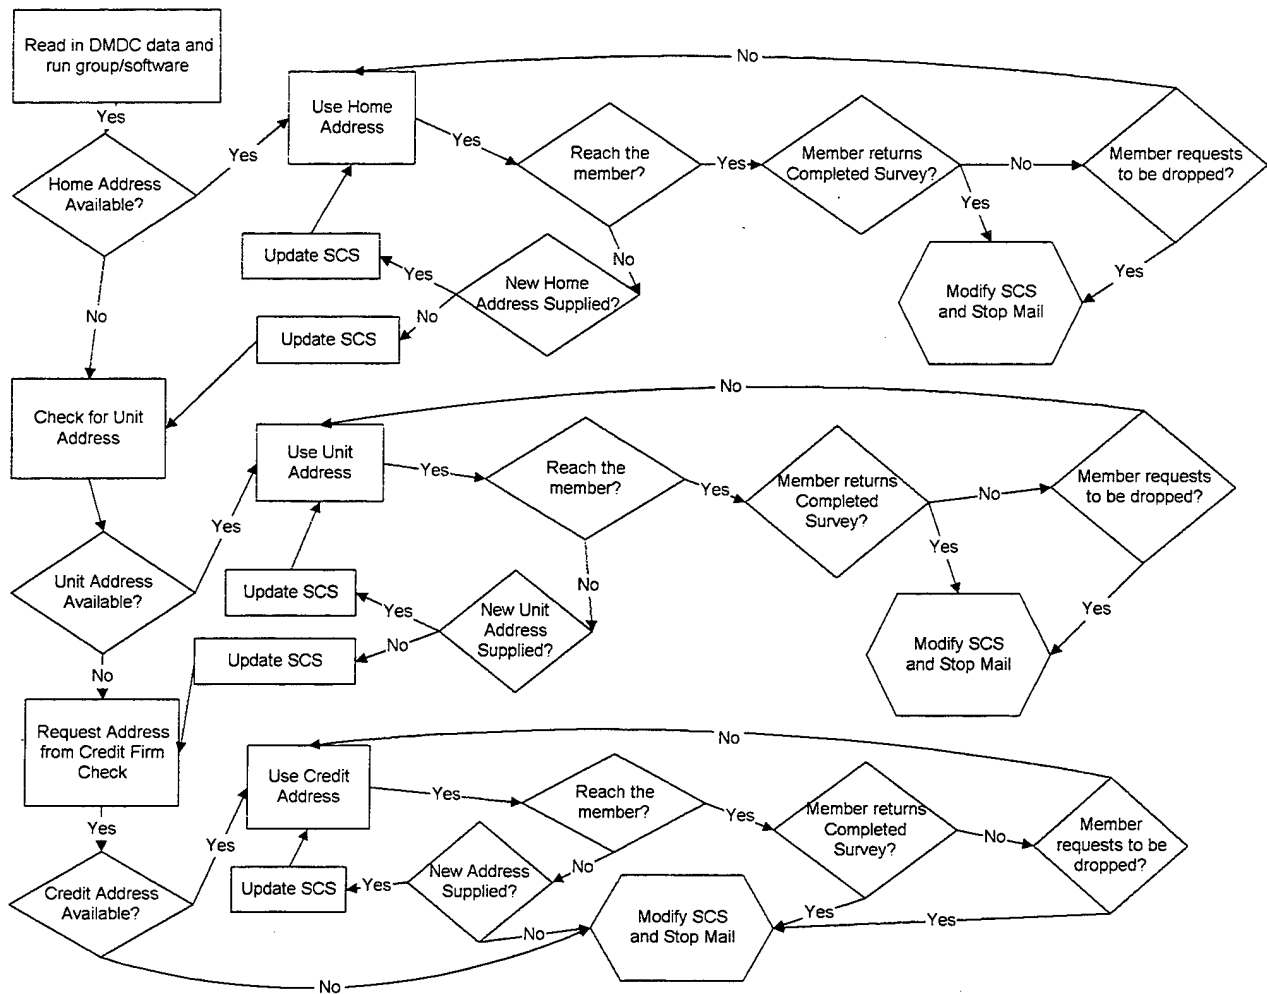 Read in DMDC data and
run group/software
Yes
Home Address
Available?
Yes
No
Use Home
Address
Yes
Reach the
member?
Yes
Member returns
Completed Survey?
No
Member requests
to be dropped?
No
Yes
Yes
Modify SCS
and Stop Mail
No
New Home
Address Supplied?
Yes
Update SCS
No
Update SCS
Check for Unit
Address
Unit Address
Available?
Yes
No
Use Unit
Address
Yes
Reach the
member?
Yes
Member returns
Completed
Survey?
No
Member requests
to be dropped?
No
Yes
Yes
Modify SCS
and Stop Mail
No
New Unit
Address
Supplied?
Yes
Update SCS
No
Update SCS
Request Address
from Credit Firm
Check
Yes
Credit Address
Available?
Yes
No
Use Credit
Address
Yes
Reach the
member?
Yes
Member returns
Completed
Survey?
No
Member
requests to be
dropped?
No
Yes
Yes
No
New Address
Supplied?
Yes
Update SCS
No
Modify SCS
and Stop Mail